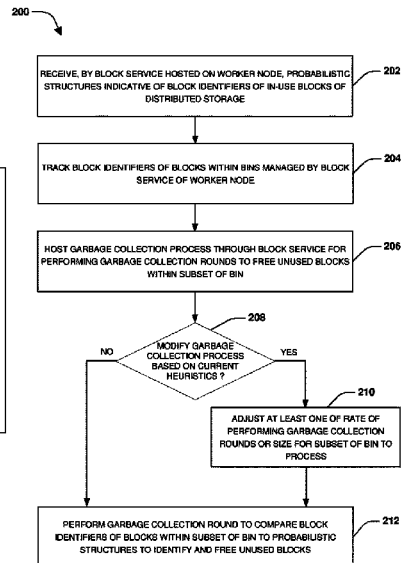 200
RECEIVE, BY BLOCK SERVICE HOSTED ON WORKER NODE, PROBABILISTIC
STRUCTURES INDICATIVE OF BLOCK IDENTIFIERS OF IN-USE BLOCKS OF
DISTRIBUTED STORAGE
202
TRACK BLOCK IDENTIFIERS OF BLOCKS WITHIN BINS MANAGED BY BLOCK
SERVICE OF WORKER NODE
204
HOST GARBAGE COLLECTION PROCESS THROUGH BLOCK SERVICE FOR
PERFORMING GARBAGE COLLECTION ROUNDS TO FREE UNUSED BLOCKS
WITHIN SUBSET OF BIN
206
208
MODIFY GARBAGE
COLLECTION PROCESS
BASED ON CURRENT
HEURISTICS ?
NO
YES
210
ADJUST AT LEAST ONE OF RATE OF
PERFORMING GARBAGE COLLECTION
ROUNDS OR SIZE FOR SUBSET OF BIN TO
PROCESS
PERFORM GARBAGE COLLECTION ROUND TO COMPARE BLOCK
IDENTIFIERS OF BLOCKS WITHIN SUBSET OF BIN TO PROBABILISTIC
STRUCTURES TO IDENTIFY AND FREE UNUSED BLOCKS
212